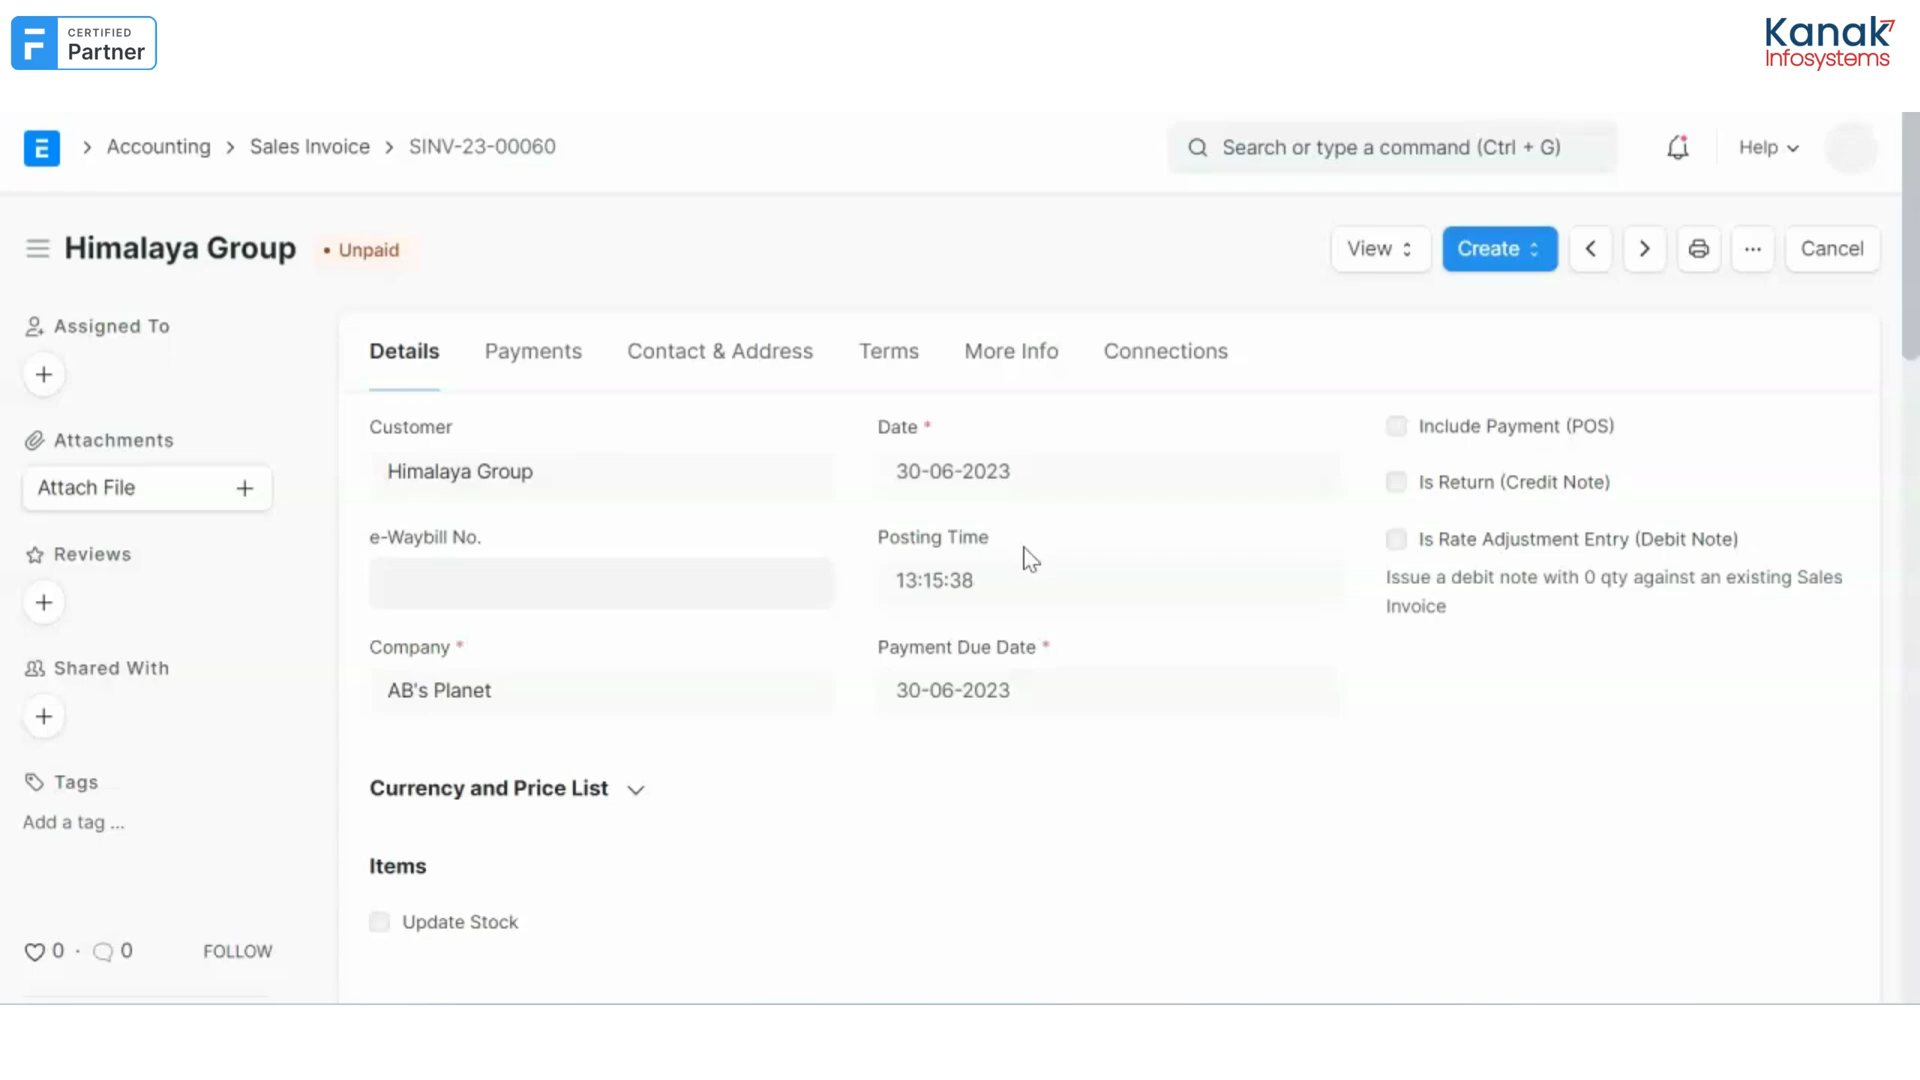 CERTIFIED
Partner
Kanak
Infosystems
Accounting
Sales Invoice
SINV-23-00060
Search or type a command (Ctrl + G)
Help
Himalaya Group
• Unpaid
View
Create
...
Cancel
Assigned To
+
Attachments
Attach File +
Reviews
+
Shared With
+
Tags
Add a tag ...
0 · 0
FOLLOW
Details
Payments
Contact & Address
Terms
More Info
Connections
Customer
Himalaya Group
e-Waybill No.
Company *
AB's Planet
Date *
30-06-2023
Posting Time
13:15:38
Payment Due Date *
30-06-2023
Include Payment (POS)
Is Return (Credit Note)
Is Rate Adjustment Entry (Debit Note)
Issue a debit note with 0 qty against an existing Sales
Invoice
Currency and Price List
Items
Update Stock